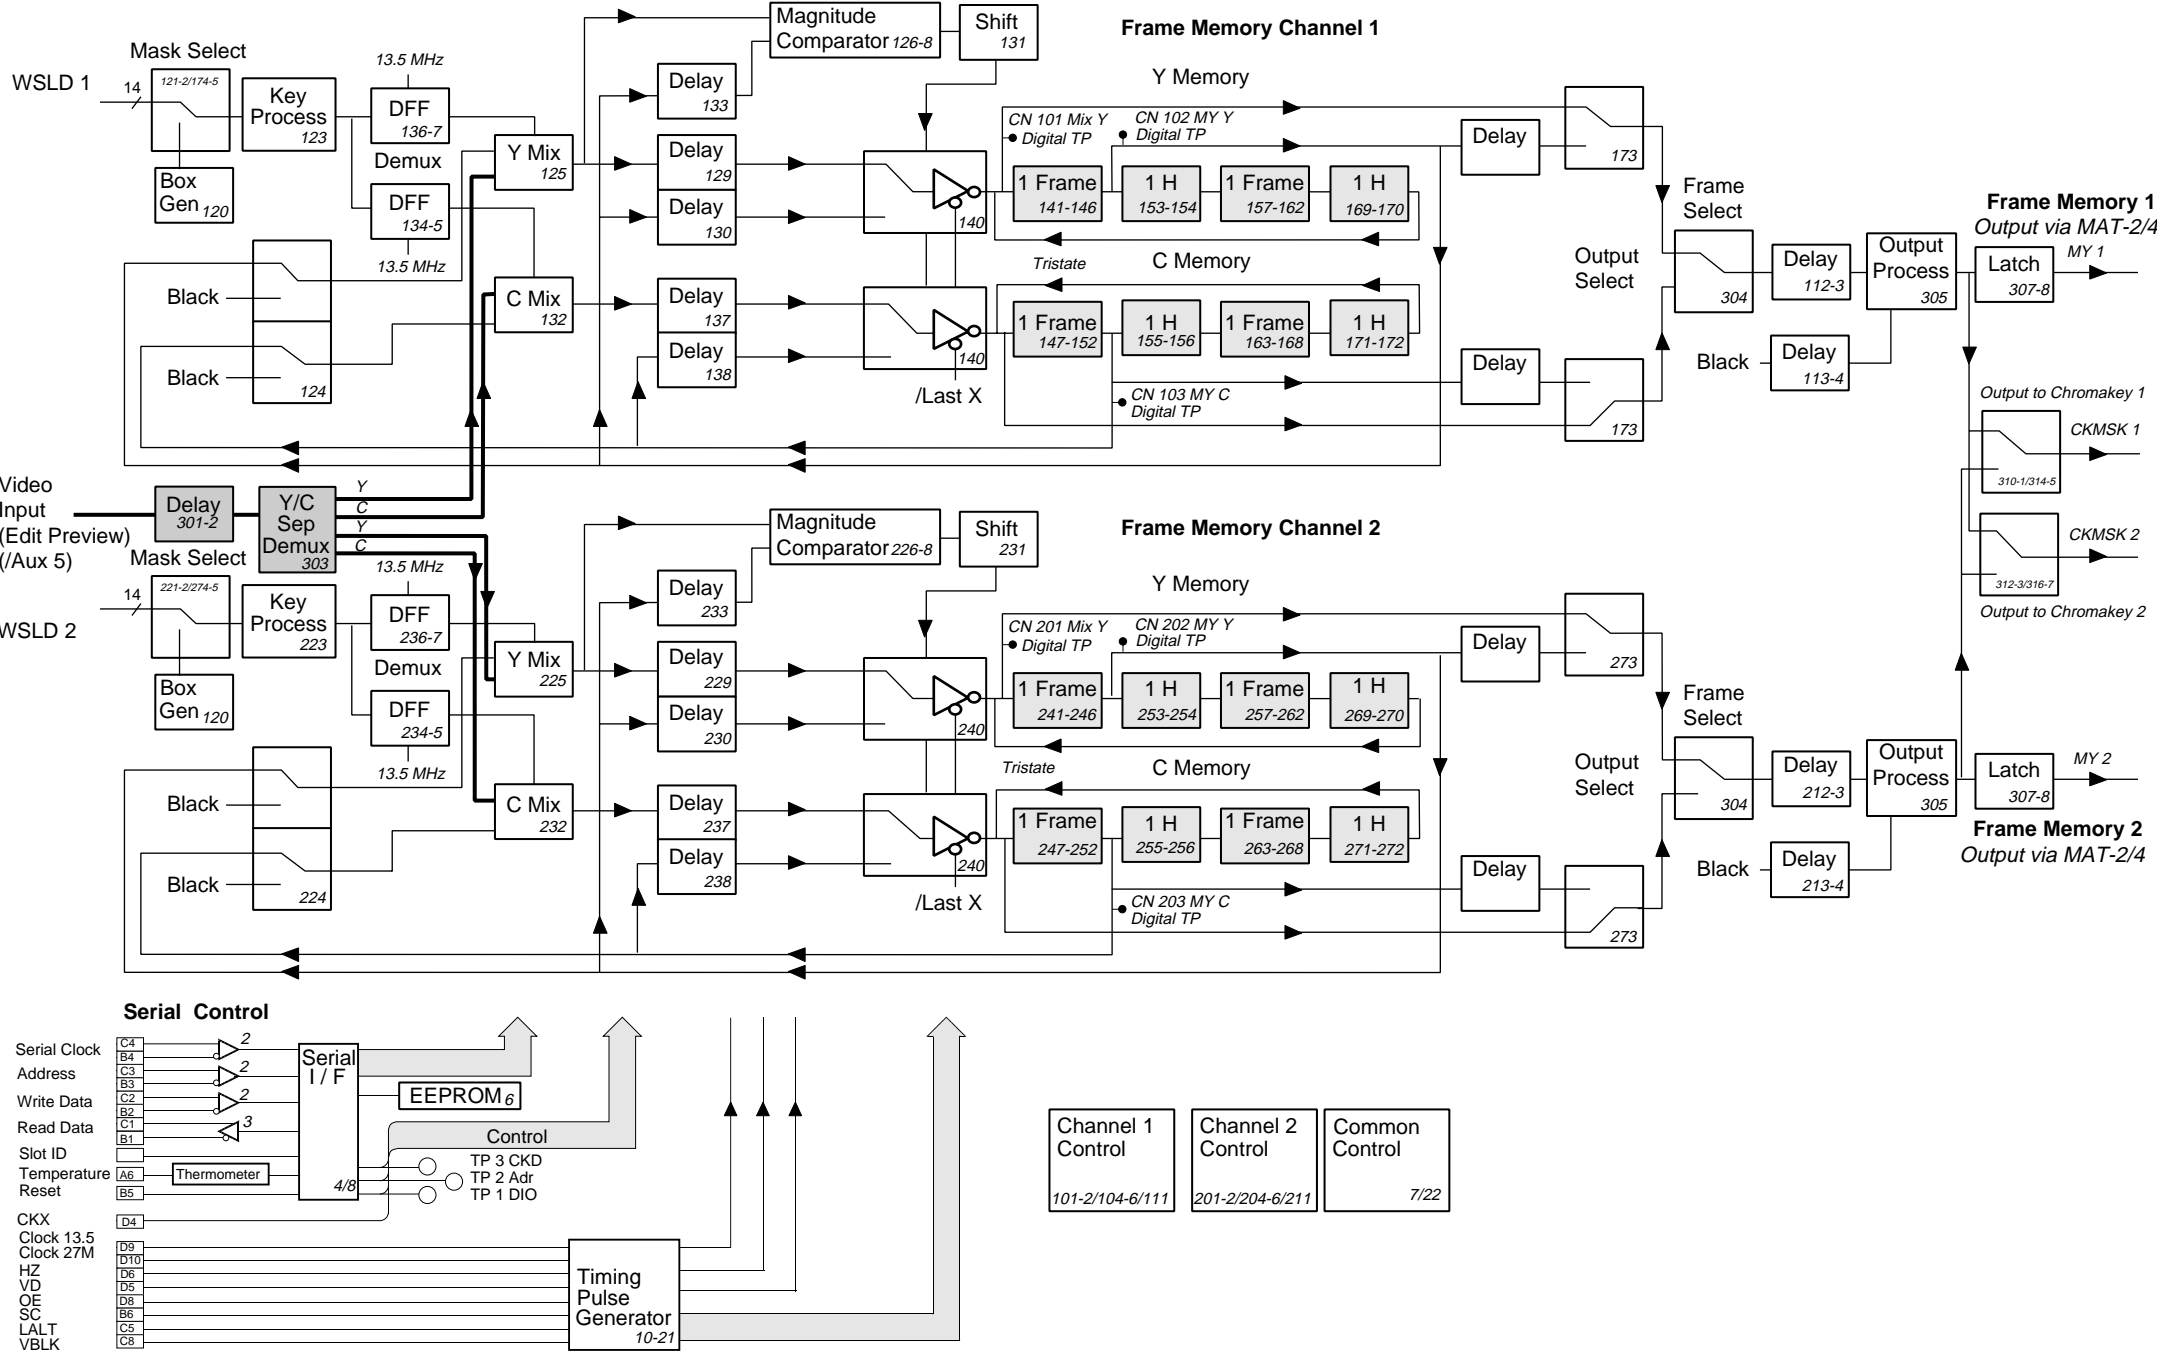 Frame Memory Channel 1
WSLD 1
14
Mask Select
121-2/174-5
Box
Gen 120
Key
Process
123
13.5 MHz
DFF
136-7
Demux
DFF
134-5
13.5 MHz
Black
Black
124
Y Mix
125
C Mix
132
Magnitude
Comparator 126-8
Shift
131
Delay
133
Delay
129
Delay
130
Delay
137
Delay
138
140
140
/Last X
Y Memory
CN 101 Mix Y
Digital TP
CN 102 MY Y
Digital TP
1 Frame
141-146
1 H
153-154
1 Frame
157-162
1 H
169-170
Tristate
C Memory
1 Frame
147-152
1 H
155-156
1 Frame
163-168
1 H
171-172
CN 103 MY C
Digital TP
Delay
173
Delay
173
Frame
Select
Output
Select
304
Delay
112-3
Black
Delay
113-4
Output
Process
305
Latch
307-8
Frame Memory 1
Output via MAT-2/4
MY 1
Output to Chromakey 1
CKMSK 1
310-1/314-5
CKMSK 2
312-3/316-7
Output to Chromakey 2
Video
Input
(Edit Preview)
(/Aux 5)
Delay
301-2
Y/C
Sep
Demux
303
Y
C
Y
C
Frame Memory Channel 2
WSLD 2
14
Mask Select
221-2/274-5
Box
Gen 120
Key
Process
223
13.5 MHz
DFF
236-7
Demux
DFF
234-5
13.5 MHz
Black
Black
224
Y Mix
225
C Mix
232
Magnitude
Comparator 226-8
Shift
231
Delay
233
Delay
229
Delay
230
Delay
237
Delay
238
240
240
/Last X
Y Memory
CN 201 Mix Y
Digital TP
CN 202 MY Y
Digital TP
1 Frame
241-246
1 H
253-254
1 Frame
257-262
1 H
269-270
Tristate
C Memory
1 Frame
247-252
1 H
255-256
1 Frame
263-268
1 H
271-272
CN 203 MY C
Digital TP
Delay
273
Delay
273
Frame
Select
Output
Select
304
Delay
212-3
Black
Delay
213-4
Output
Process
305
Latch
307-8
MY 2
Frame Memory 2
Output via MAT-2/4
Serial Control
Serial Clock
C4
B4
2
Address
C3
B3
2
Write Data
C2
B2
2
Read Data
C1
B1
3
Slot ID
Temperature
A6
Thermometer
Reset
B5
Serial
I / F
4/8
EEPROM 6
Control
TP 3 CKD
TP 2 Adr
TP 1 DIO
CKX
D4
Clock 13.5
D9
Clock 27M
D10
HZ
D6
VD
D5
OE
D8
SC
B6
LALT
C5
VBLK
C8
Timing
Pulse
Generator
10-21
Channel 1
Control
101-2/104-6/111
Channel 2
Control
201-2/204-6/211
Common
Control
7/22